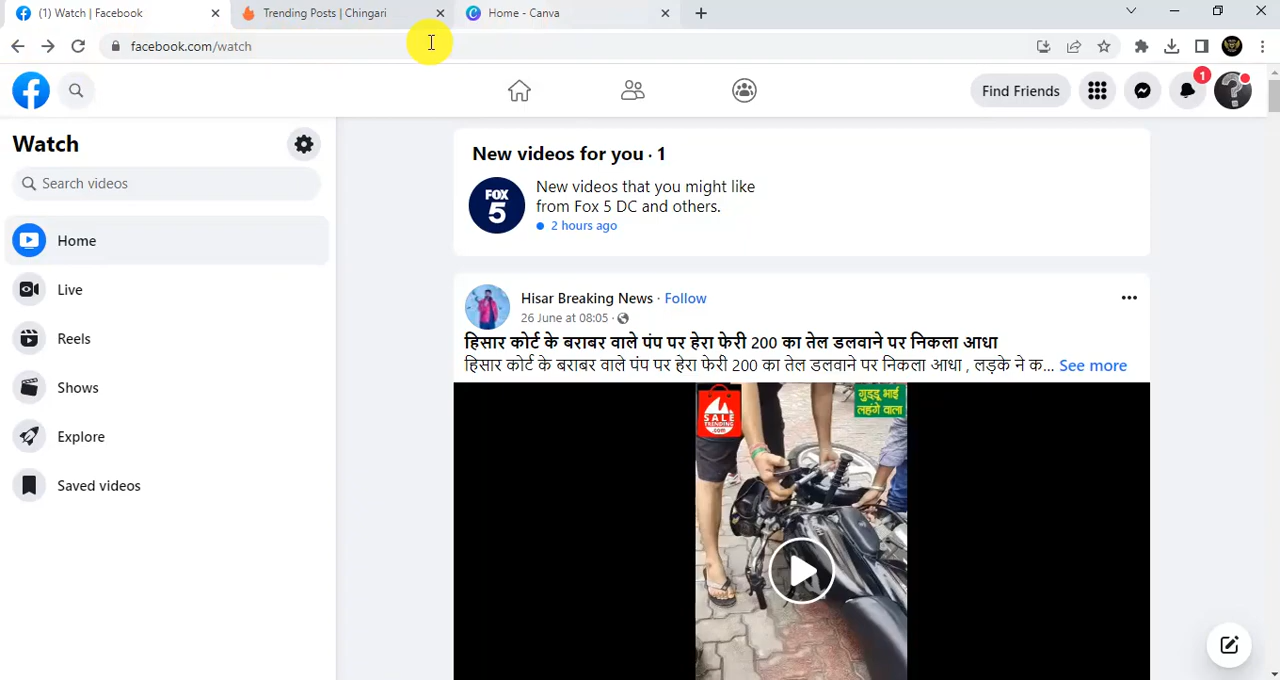 (1) Watch | Facebook
Trending Posts | Chingari
Home - Canva
facebook.com/watch
Find Friends
1
Watch
Search videos
Home
Live
Reels
Shows
Explore
Saved videos
New videos for you · 1
FOX
5
New videos that you might like
from Fox 5 DC and others.
2 hours ago
Hisar Breaking News · Follow
26 June at 08:05 ·
हिसार कोर्ट के बराबर वाले पंप पर हेरा फेरी 200 का तेल डलवाने पर निकला आधा
हिसार कोर्ट के बराबर वाले पंप पर हेरा फेरी 200 का तेल डलवाने पर निकला आधा , लड़के ने क... See more
SALE
TRENDING
.com
गुड्डू भाई
लहंगे वाला